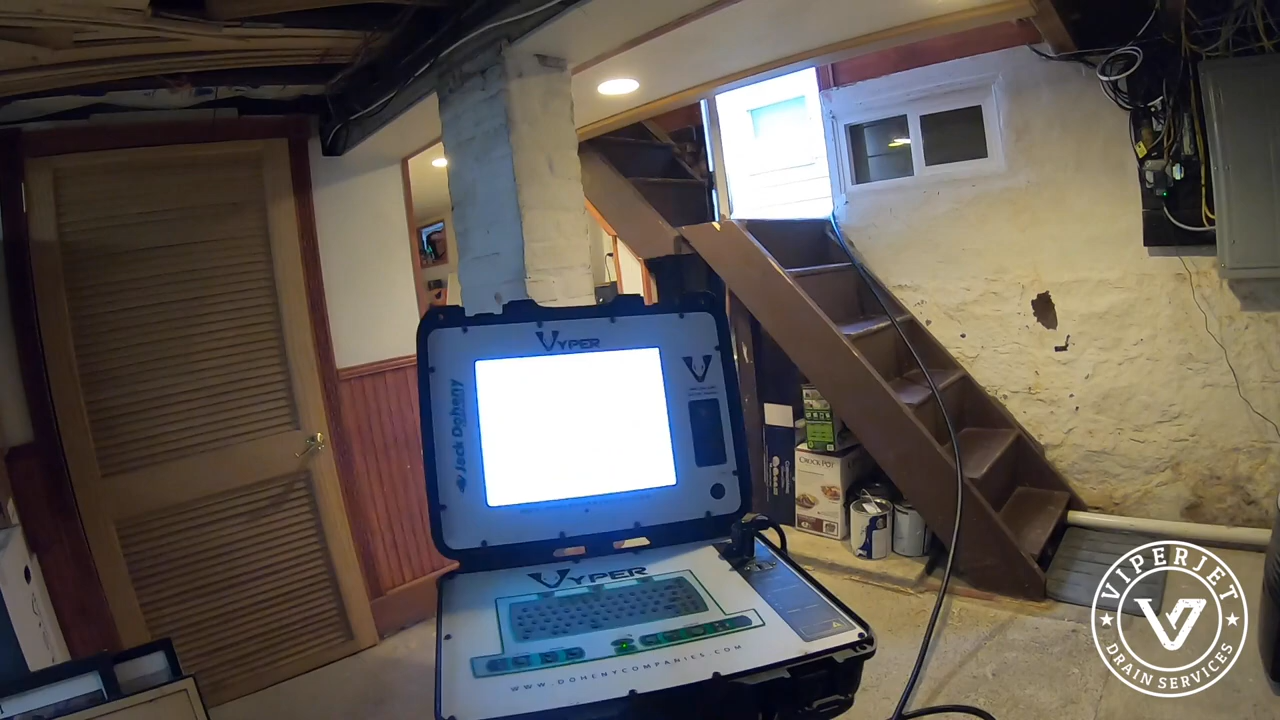 VYPER
Jack Doheny
VYPER
WWW.DOHENYCOMPANIES.COM
CROCK-POT
VIPERJET
DRAIN SERVICES